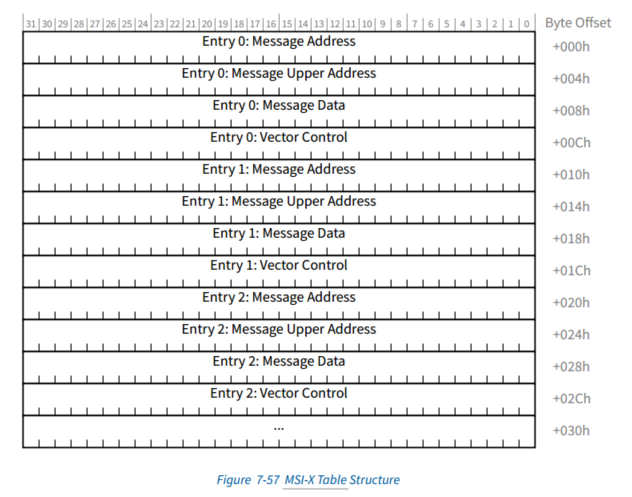 31 30 29 28 27 26 25 24 23 22 21 20 19 18 17 16 15 14 13 12 11 10 9 8 7 6 5 4 3 2 1 0 Byte Offset
Entry 0: Message Address +000h
Entry 0: Message Upper Address +004h
Entry 0: Message Data +008h
Entry 0: Vector Control +00Ch
Entry 1: Message Address +010h
Entry 1: Message Upper Address +014h
Entry 1: Message Data +018h
Entry 1: Vector Control +01Ch
Entry 2: Message Address +020h
Entry 2: Message Upper Address +024h
Entry 2: Message Data +028h
Entry 2: Vector Control +02Ch
... +030h
Figure 7-57 MSI-X Table Structure